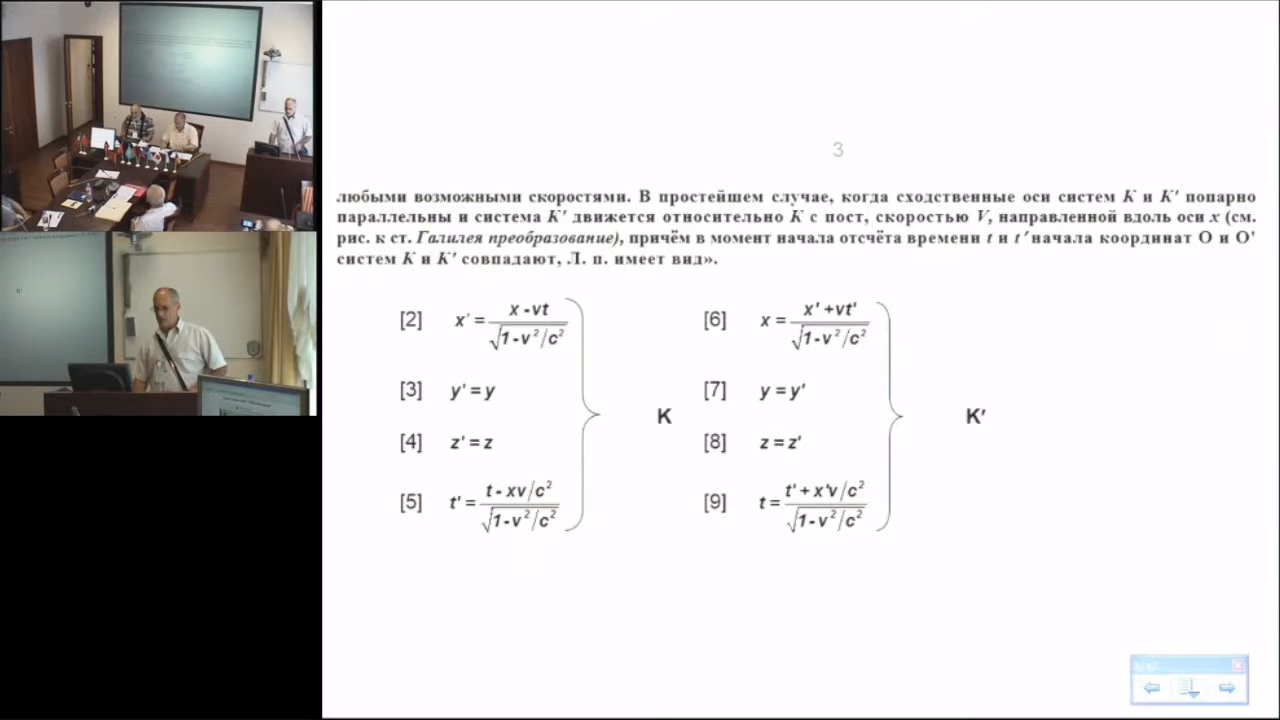 3
любыми возможными скоростями. В простейшем случае, когда сходственные оси систем K и K' попарно
параллельны и система K' движется относительно K с пост, скоростью V, направленной вдоль оси x (см.
рис. к ст. Галилея преобразование), причём в момент начала отсчёта времени t и t' начала координат О и О'
систем K и K' совпадают, Л. п. имеет вид».
[2] x' = x - vt / √1 - v²/c²
[3] y' = y
[4] z' = z
[5] t' = t - xv/c² / √1 - v²/c²
K
[6] x = x' + vt' / √1 - v²/c²
[7] y = y'
[8] z = z'
[9] t = t' + x'v/c² / √1 - v²/c²
K'